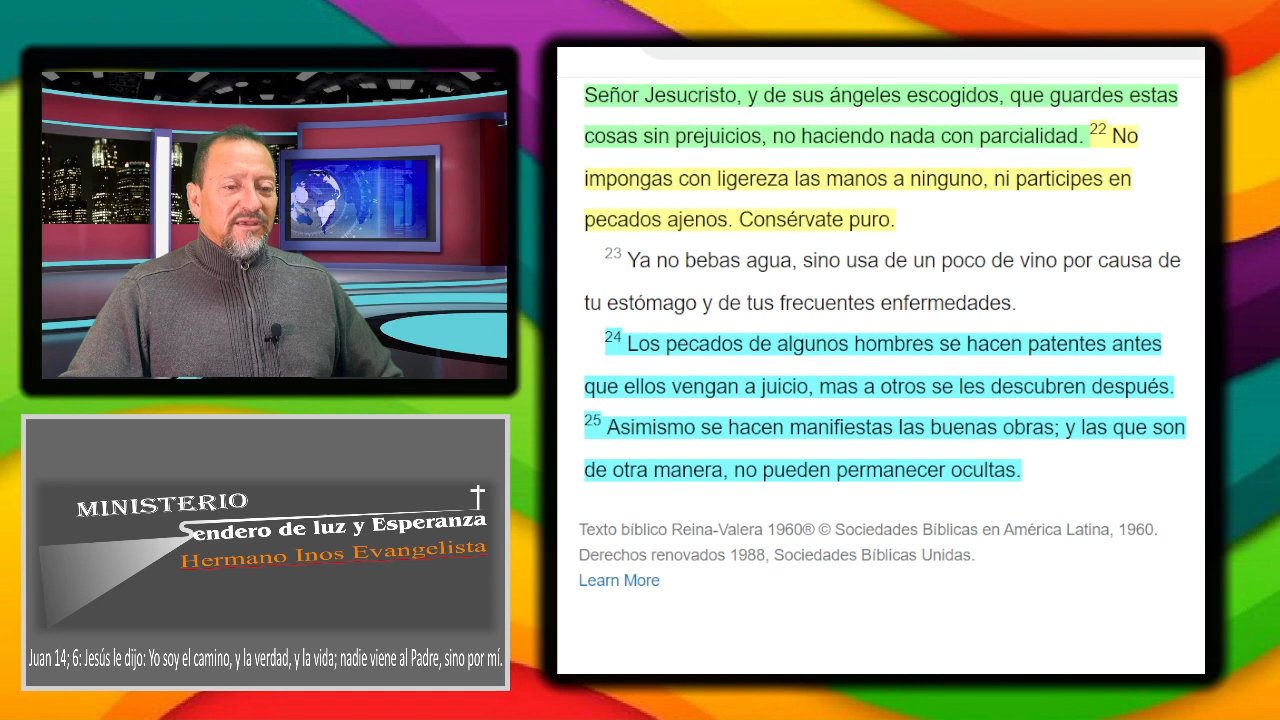 Señor Jesucristo, y de sus ángeles escogidos, que guardes estas
cosas sin prejuicios, no haciendo nada con parcialidad. 22 No
impongas con ligereza las manos a ninguno, ni participes en
pecados ajenos. Consérvate puro.
23 Ya no bebas agua, sino usa de un poco de vino por causa de
tu estómago y de tus frecuentes enfermedades.
24 Los pecados de algunos hombres se hacen patentes antes
que ellos vengan a juicio, mas a otros se les descubren después.
25 Asimismo se hacen manifiestas las buenas obras; y las que son
de otra manera, no pueden permanecer ocultas.
Texto bíblico Reina-Valera 1960® © Sociedades Bíblicas en América Latina, 1960.
Derechos renovados 1988, Sociedades Bíblicas Unidas.
Learn More
MINISTERIO
Sendero de luz y Esperanza
Hermano Inos Evangelista
Juan 14; 6: Jesús le dijo: Yo soy el camino, y la verdad, y la vida; nadie viene al Padre, sino por mí.